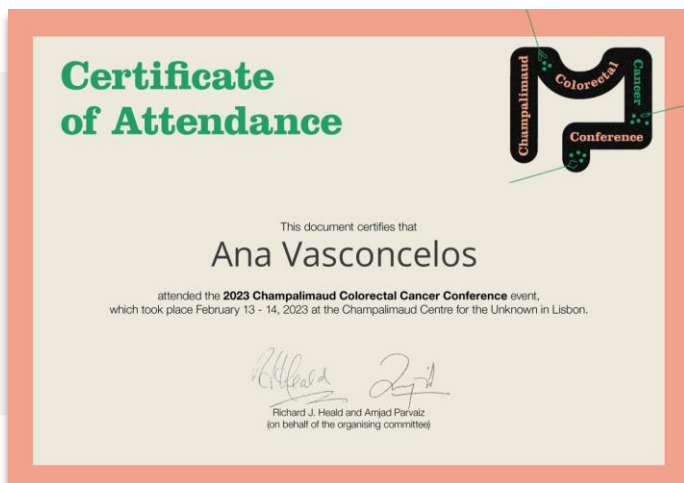 Certificate
of Attendance
Champalimaud
Colorectal
Cancer
Conference
This document certifies that
Ana Vasconcelos
attended the 2023 Champalimaud Colorectal Cancer Conference event,
which took place February 13 - 14, 2023 at the Champalimaud Centre for the Unknown in Lisbon.
R. J. Heald
Richard J. Heald and Amjad Parvaiz
(on behalf of the organising committee)